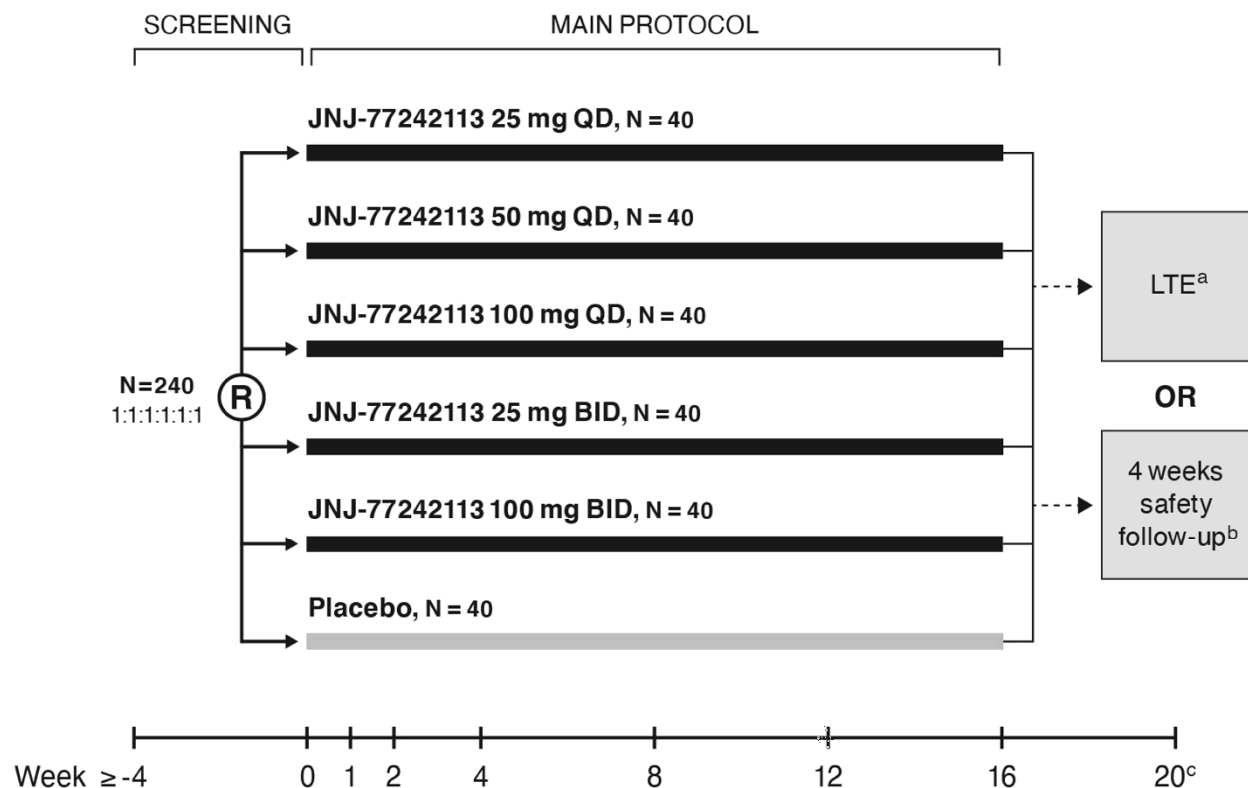 SCREENING
MAIN PROTOCOL
JNJ-77242113 25 mg QD, N = 40
JNJ-77242113 50 mg QD, N = 40
JNJ-77242113 100 mg QD, N = 40
N=240
1:1:1:1:1:1
R
JNJ-77242113 25 mg BID, N = 40
JNJ-77242113 100 mg BID, N = 40
Placebo, N = 40
LTEᵃ
OR
4 weeks
safety
follow-upᵇ
Week ≥ -4 0 1 2 4 8 12 16 20ᶜ